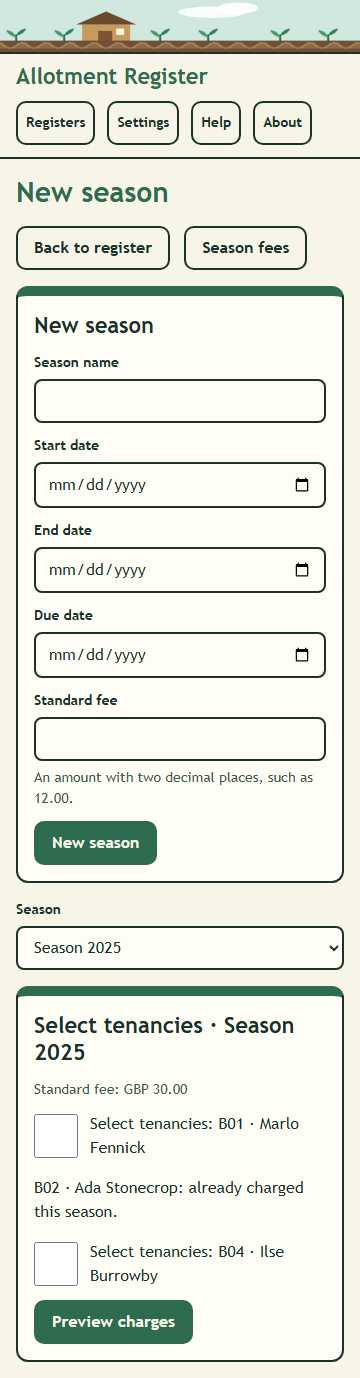 Allotment Register
Registers
Settings
Help
About
New season
Back to register
Season fees
New season
Season name
Start date
mm/dd/yyyy
End date
mm/dd/yyyy
Due date
mm/dd/yyyy
Standard fee
An amount with two decimal places, such as
12.00.
New season
Season
Season 2025
Select tenancies · Season
2025
Standard fee: GBP 30.00
Select tenancies: B01 · Marlo
Fennick
B02 · Ada Stonecrop: already charged
this season.
Select tenancies: B04 · Ilse
Burrowby
Preview charges